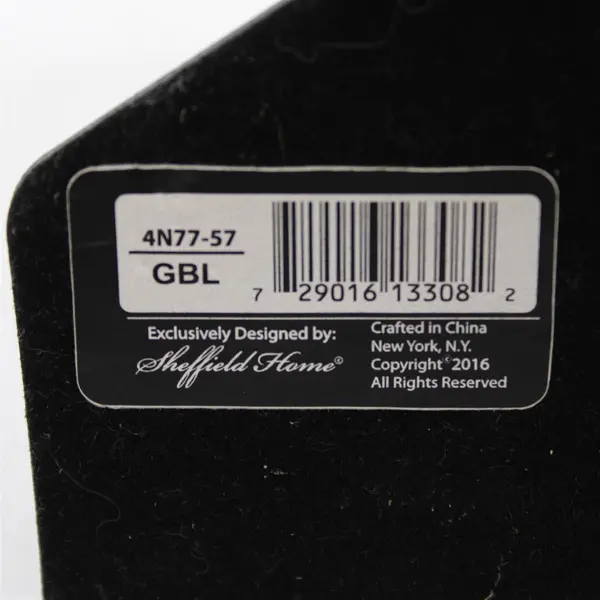 4N77-57
GBL
7 29016 13308 2
Exclusively Designed by:
Sheffield Home®
Crafted in China
New York, N.Y.
Copyright © 2016
All Rights Reserved